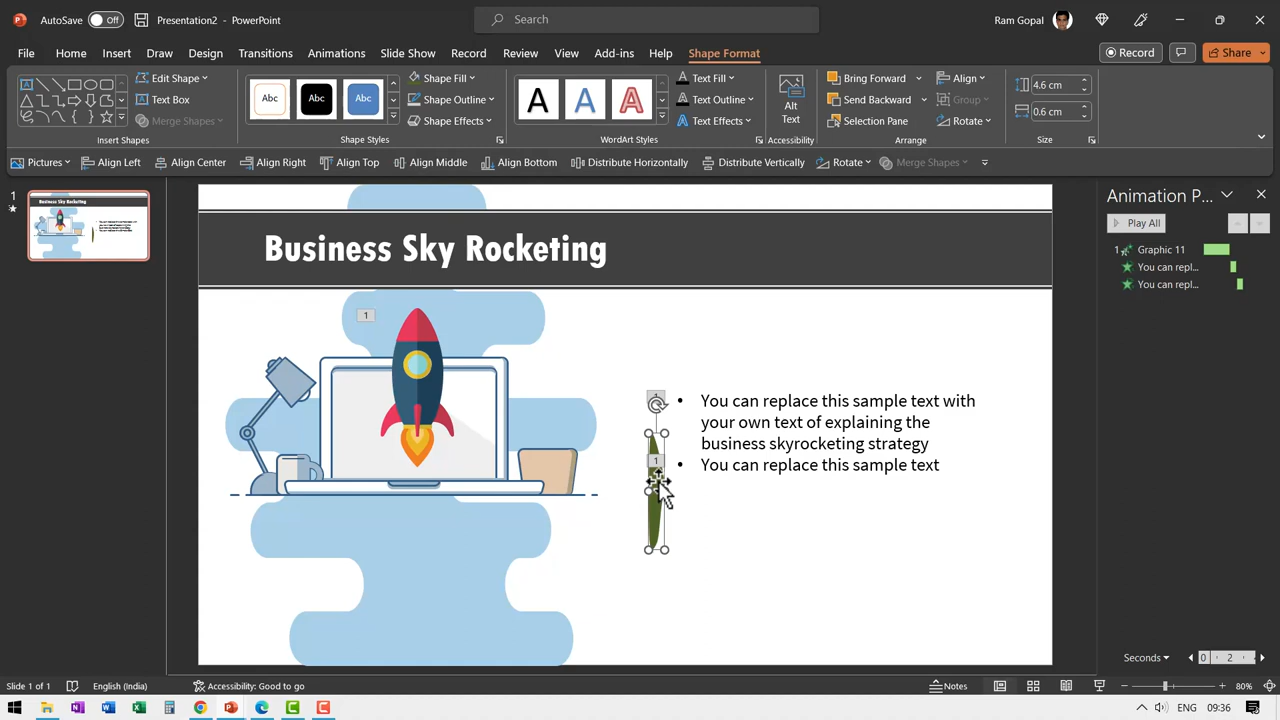 AutoSave Off Presentation2 - PowerPoint Search Ram Gopal
File Home Insert Draw Design Transitions Animations Slide Show Record Review View Add-ins Help Shape Format Record Share
Edit Shape
Text Box
Merge Shapes
Insert Shapes
Abc Abc Abc
Shape Fill
Shape Outline
Shape Effects
Shape Styles
A A A
Text Fill
Text Outline
Text Effects
WordArt Styles
Alt
Text
Accessibility
Bring Forward
Send Backward
Selection Pane
Align
Group
Rotate
Arrange
4.6 cm
0.6 cm
Size
Pictures Align Left Align Center Align Right Align Top Align Middle Align Bottom Distribute Horizontally Distribute Vertically Rotate Merge Shapes
1
Business Sky Rocketing
1
• You can replace this sample text with
your own text of explaining the
business skyrocketing strategy
1
• You can replace this sample text
Animation P...
Play All
1 Graphic 11
You can repl...
You can repl...
Seconds 0 2
Slide 1 of 1 English (India) Accessibility: Good to go Notes 80%
ENG 09:36